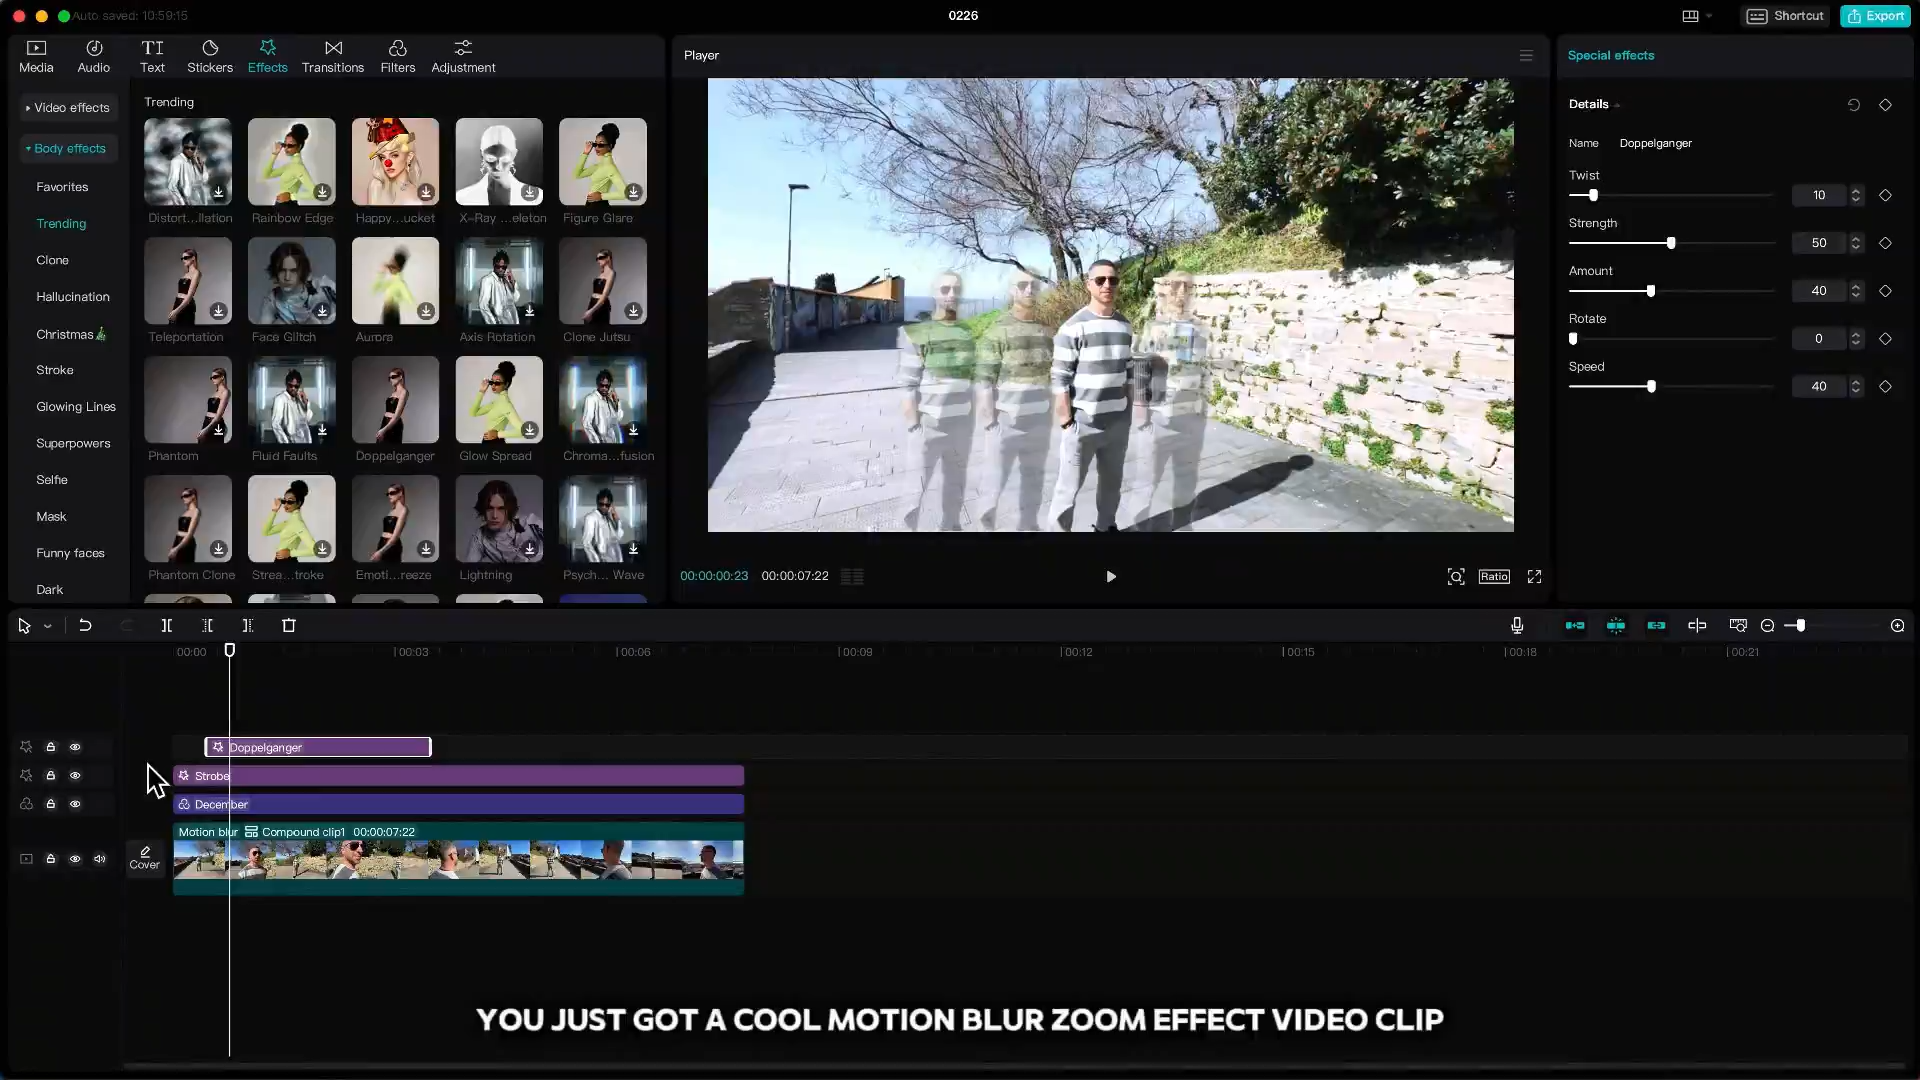 Auto saved: 10:59:15
0226
Shortcut
Export
Media
Audio
TI
Text
Stickers
Effects
Transitions
Filters
Adjustment
Player
Special effects
Video effects
Body effects
Favorites
Trending
Clone
Hallucination
Christmas🎄
Stroke
Glowing Lines
Superpowers
Selfie
Mask
Funny faces
Dark
Trending
Distort...llation
Rainbow Edge
Happy...ucket
X-Ray ...eleton
Figure Glare
Teleportation
Face Glitch
Aurora
Axis Rotation
Clone Jutsu
Phantom
Fluid Faults
Doppelganger
Glow Spread
Chroma...fusion
Phantom Clone
Strea...troke
Emoti...reeze
Lightning
Psych... Wave
00:00:00:23
00:00:07:22
Ratio
Details
Name Doppelganger
Twist
10
Strength
50
Amount
40
Rotate
0
Speed
40
00:00
00:03
00:06
00:09
00:12
00:15
00:18
00:21
Doppelganger
Strobe
December
Motion blur Compound clip1 00:00:07:22
Cover
YOU JUST GOT A COOL MOTION BLUR ZOOM EFFECT VIDEO CLIP